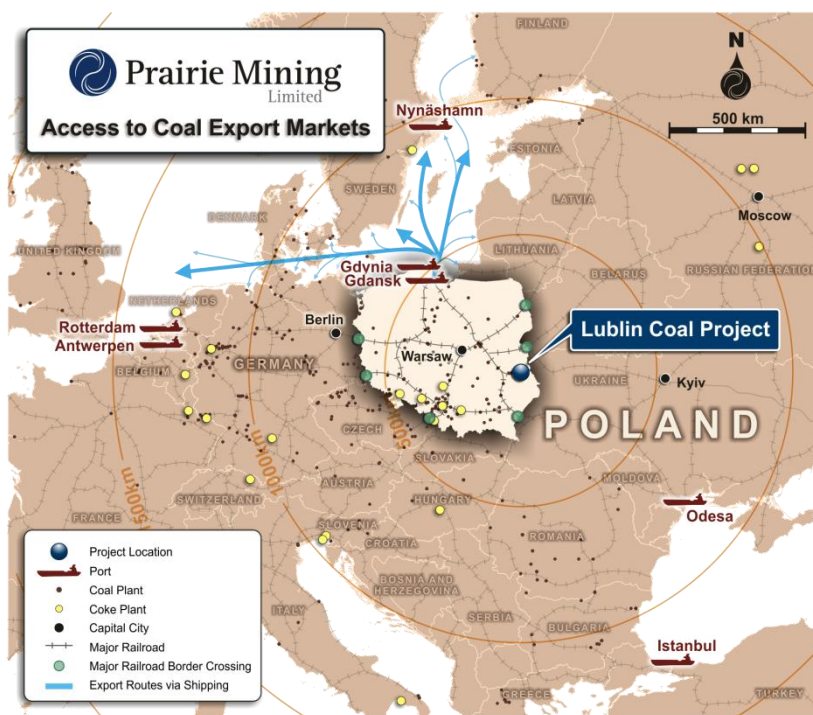 Prairie Mining
Limited
Access to Coal Export Markets
N
500 km
FINLAND
Nynäshamn
ESTONIA
SWEDEN
LATVIA
Moscow
DENMARK
UNITED KINGDOM
LITHUANIA
Gdynia
Gdansk
RUSSIAN FEDERATION
BELARUS
NETHERLANDS
Rotterdam
Antwerpen
Berlin
Lublin Coal Project
Warsaw
GERMANY
BELGIUM
UKRAINE
Kyiv
POLAND
CZECH
500km
1000km
1500km
SLOVAKIA
MOLDOVA
AUSTRIA
SWITZERLAND
HUNGARY
FRANCE
Odesa
SLOVENIA
CROATIA
ROMANIA
BOSNIA AND
HERZEGOVINA
ITALY
SERBIA
BULGARIA
Istanbul
GREECE
TURKEY
Project Location
Port
Coal Plant
Coke Plant
Capital City
Major Railroad
Major Railroad Border Crossing
Export Routes via Shipping